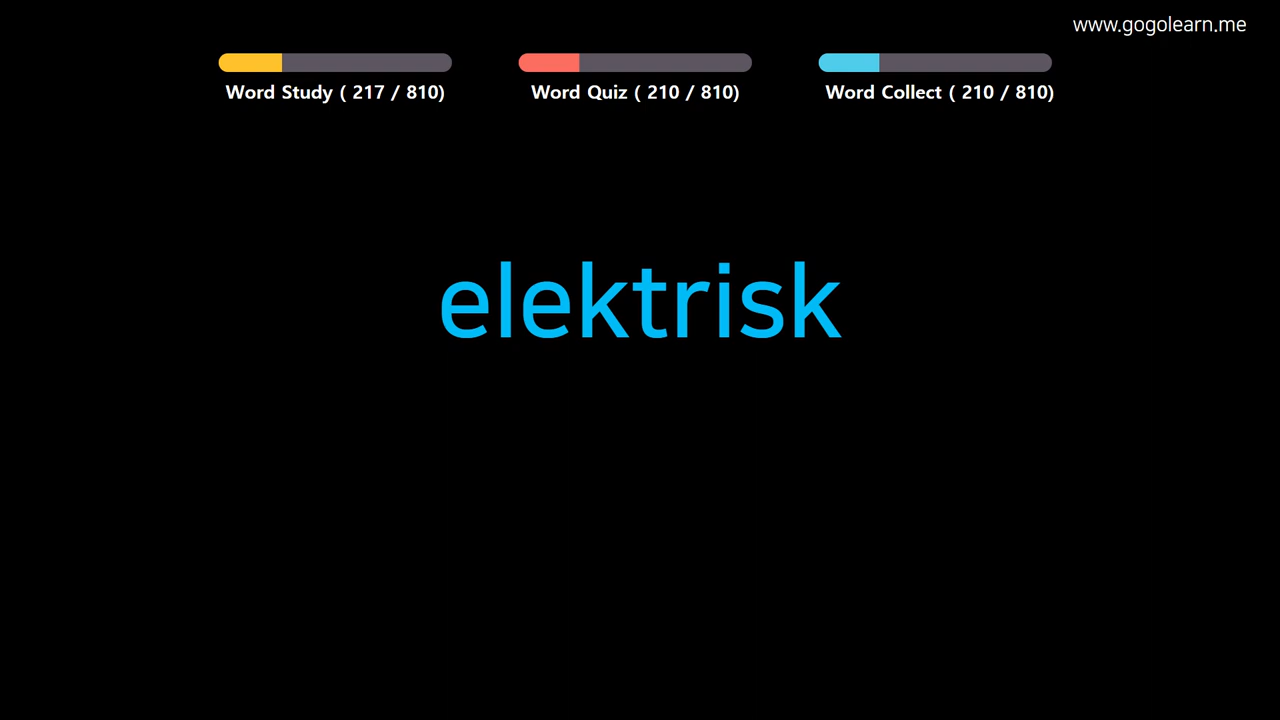 www.gogolearn.me
Word Study ( 217 / 810)
Word Quiz ( 210 / 810)
Word Collect ( 210 / 810)
elektrisk